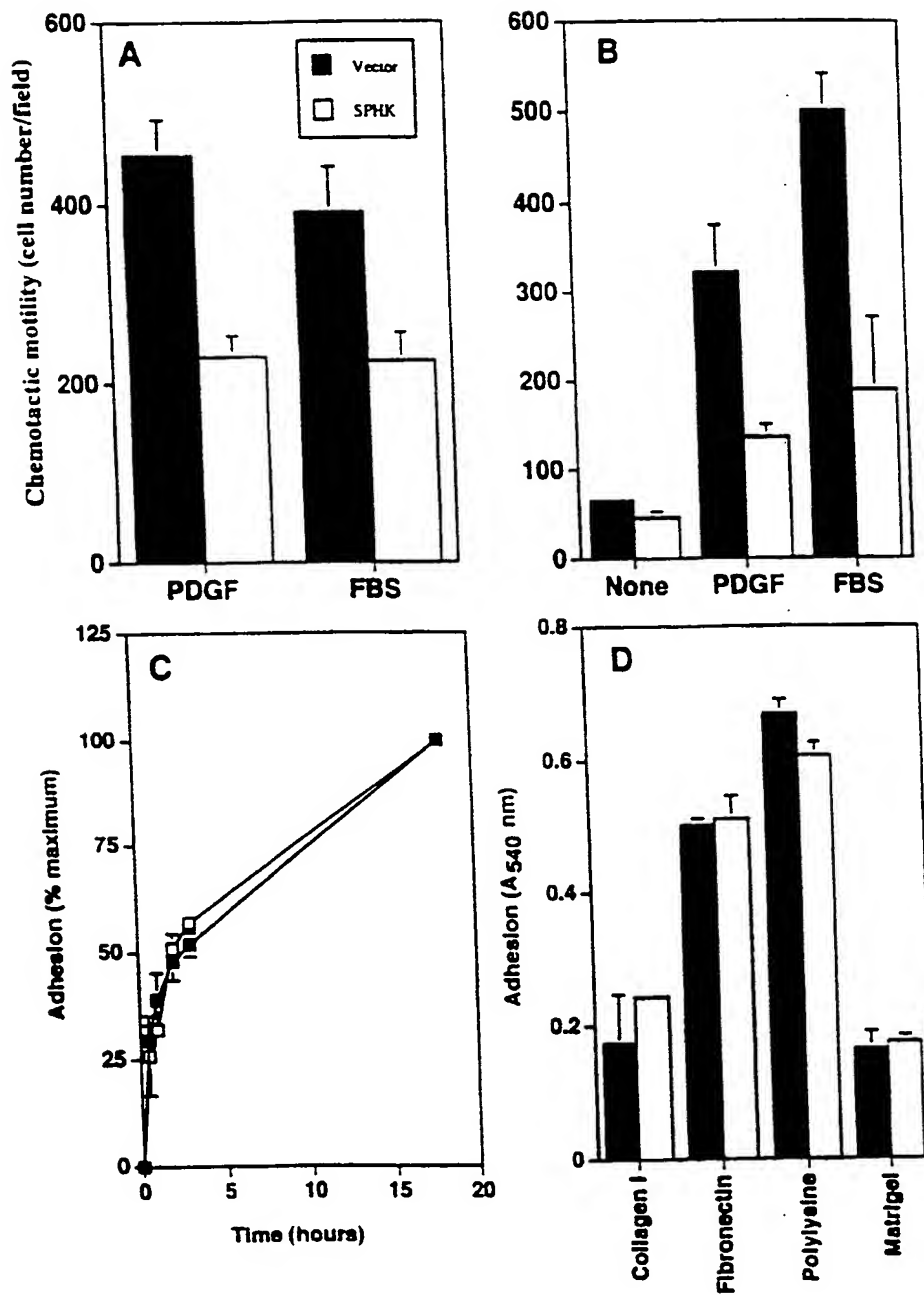 A
Vector
SPHK
Chemotactic motility (cell number/field)
600
400
200
0
PDGF
FBS
B
600
500
400
300
200
100
0
None
PDGF
FBS
C
Adhesion (% maximum)
125
100
75
50
25
0
0
5
10
15
20
Time (hours)
D
Adhesion (A540 nm)
0.8
0.6
0.4
0.2
0
Collagen I
Fibronectin
Polylysine
Matrigel